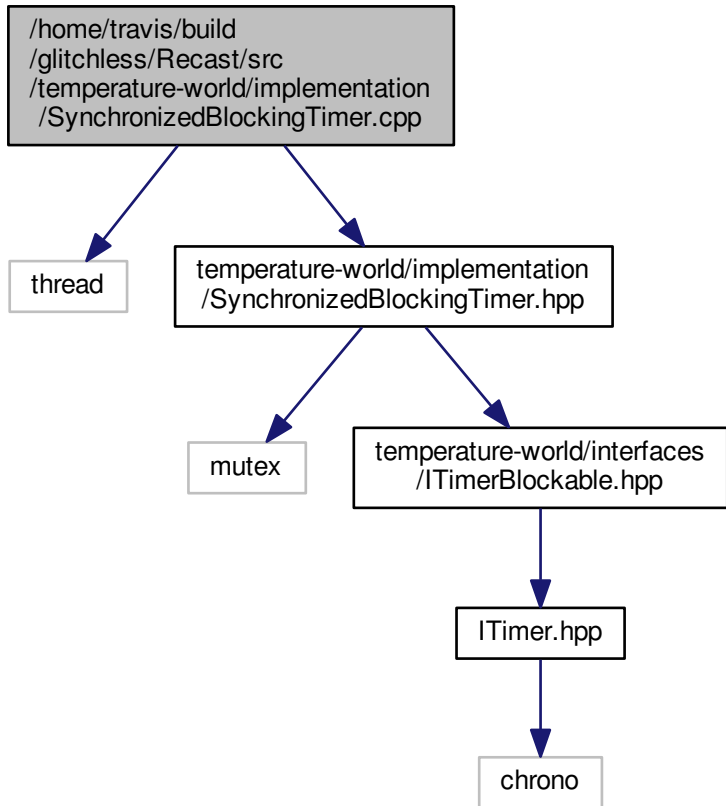 /home/travis/build
/glitchless/Recast/src
/temperature-world/implementation
/SynchronizedBlockingTimer.cpp
thread
temperature-world/implementation
/SynchronizedBlockingTimer.hpp
mutex
temperature-world/interfaces
/ITimerBlockable.hpp
ITimer.hpp
chrono